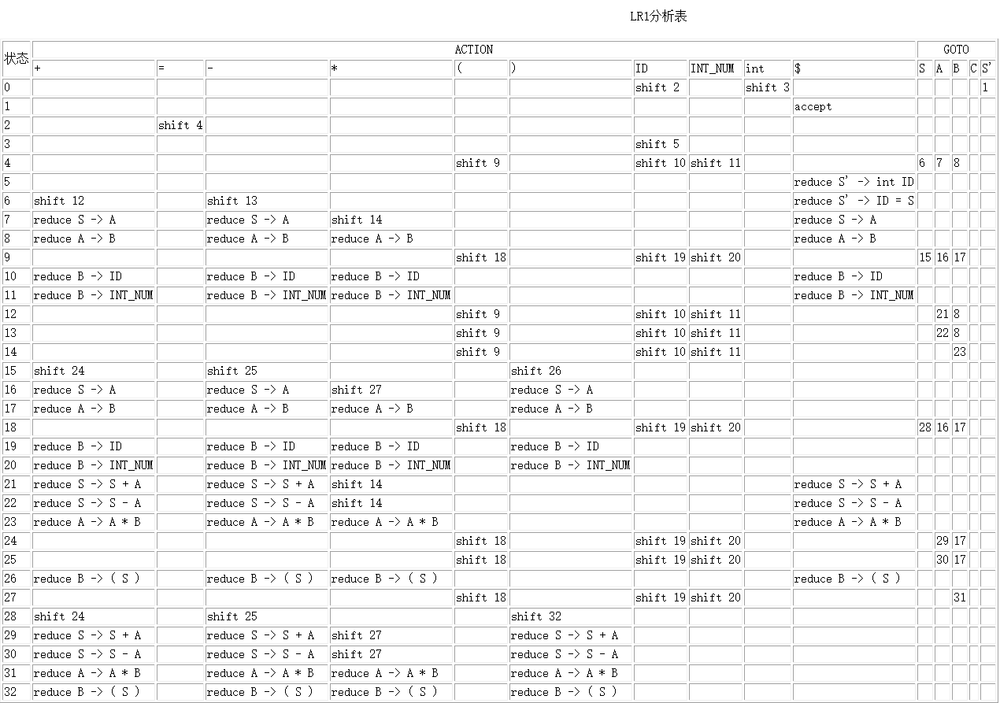 LR1分析表
状态 ACTION GOTO
+ = - * ( ) ID INT_NUM int $ S A B C S'
0 shift 2 shift 3 1
1 accept
2 shift 4
3 shift 5
4 shift 9 shift 10 shift 11 6 7 8
5 reduce S' -> int ID
6 shift 12 shift 13 reduce S' -> ID = S
7 reduce S -> A reduce S -> A shift 14 reduce S -> A
8 reduce A -> B reduce A -> B reduce A -> B reduce A -> B
9 shift 18 shift 19 shift 20 15 16 17
10 reduce B -> ID reduce B -> ID reduce B -> ID reduce B -> ID
11 reduce B -> INT_NUM reduce B -> INT_NUM reduce B -> INT_NUM reduce B -> INT_NUM
12 shift 9 shift 10 shift 11 21 8
13 shift 9 shift 10 shift 11 22 8
14 shift 9 shift 10 shift 11 23
15 shift 24 shift 25 shift 26
16 reduce S -> A reduce S -> A shift 27 reduce S -> A
17 reduce A -> B reduce A -> B reduce A -> B reduce A -> B
18 shift 18 shift 19 shift 20 28 16 17
19 reduce B -> ID reduce B -> ID reduce B -> ID reduce B -> ID
20 reduce B -> INT_NUM reduce B -> INT_NUM reduce B -> INT_NUM reduce B -> INT_NUM
21 reduce S -> S + A reduce S -> S + A shift 14 reduce S -> S + A
22 reduce S -> S - A reduce S -> S - A shift 14 reduce S -> S - A
23 reduce A -> A * B reduce A -> A * B reduce A -> A * B reduce A -> A * B
24 shift 18 shift 19 shift 20 29 17
25 shift 18 shift 19 shift 20 30 17
26 reduce B -> ( S ) reduce B -> ( S ) reduce B -> ( S ) reduce B -> ( S )
27 shift 18 shift 19 shift 20 31
28 shift 24 shift 25 shift 32
29 reduce S -> S + A reduce S -> S + A shift 27 reduce S -> S + A
30 reduce S -> S - A reduce S -> S - A shift 27 reduce S -> S - A
31 reduce A -> A * B reduce A -> A * B reduce A -> A * B reduce A -> A * B
32 reduce B -> ( S ) reduce B -> ( S ) reduce B -> ( S ) reduce B -> ( S )